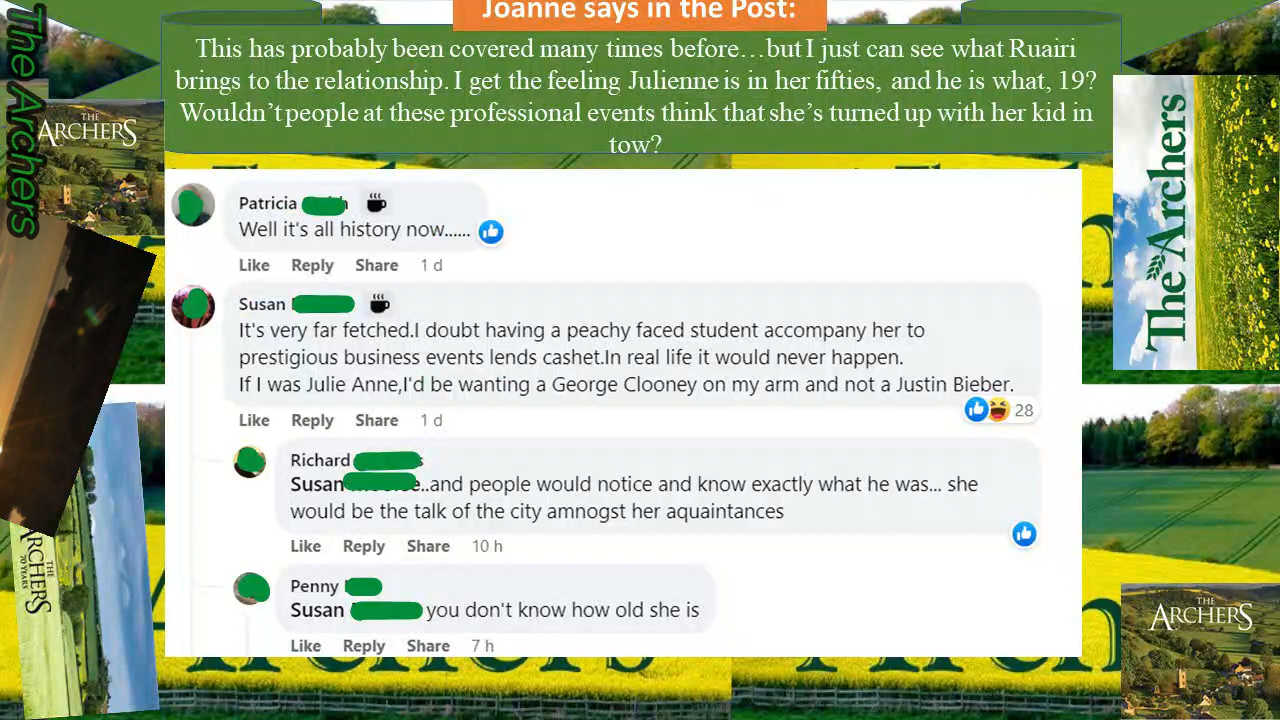 Joanne says in the Post:
This has probably been covered many times before…but I just can see what Ruairi
brings to the relationship. I get the feeling Julienne is in her fifties, and he is what, 19?
Wouldn't people at these professional events think that she's turned up with her kid in
tow?
The Archers
THE
ARCHERS
The Archers
Patricia
Well it's all history now......
Like Reply Share 1 d
Susan
It's very far fetched.I doubt having a peachy faced student accompany her to
prestigious business events lends cashet.In real life it would never happen.
If I was Julie Anne,I'd be wanting a George Clooney on my arm and not a Justin Bieber.
28
Like Reply Share 1 d
Richard
Susan ..and people would notice and know exactly what he was... she
would be the talk of the city amnogst her aquaintances
Like Reply Share 10 h
Penny
Susan you don't know how old she is
Like Reply Share 7 h
ARCHERS
70 YEARS
THE
ARCHERS